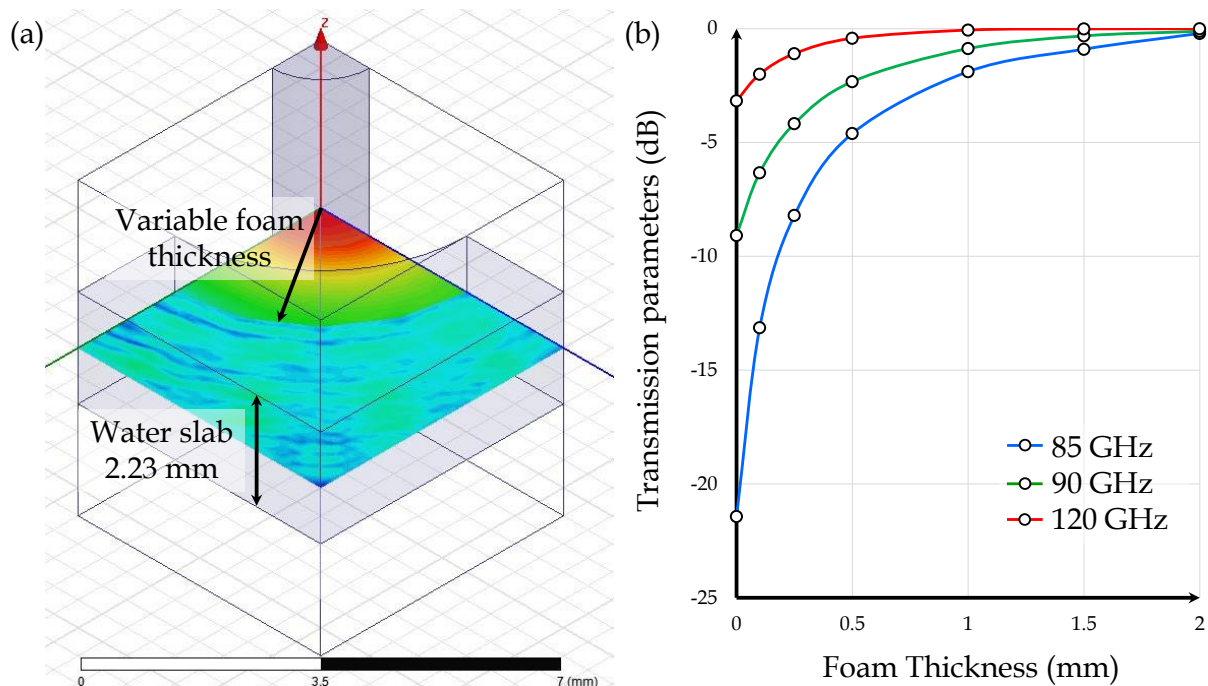 (a)
z
Variable foam
thickness
Water slab
2.23 mm
0
3.5
7 (mm)
(b)
Transmission parameters (dB)
0
-5
-10
-15
-20
-25
85 GHz
90 GHz
120 GHz
0
0.5
1
1.5
2
Foam Thickness (mm)